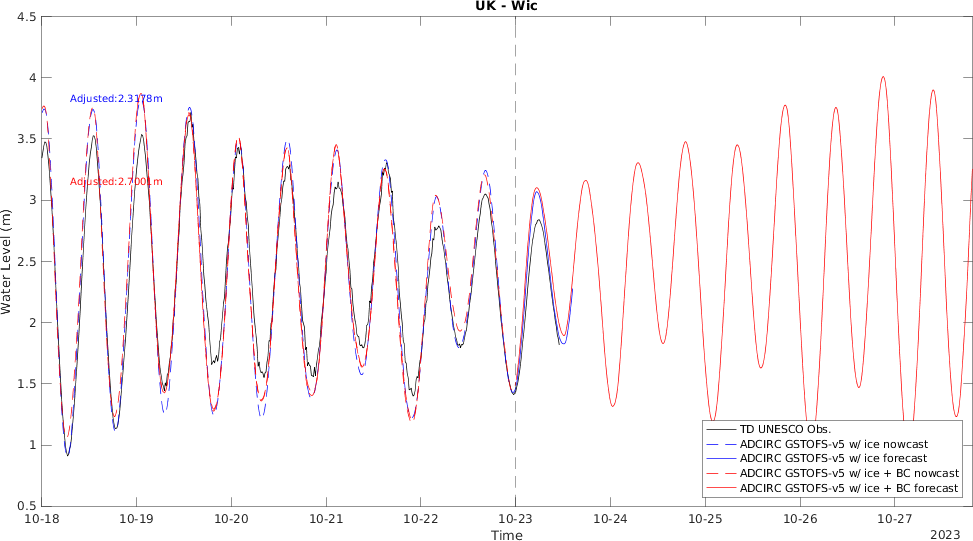 UK - Wic
4.5
4
3.5
3
2.5
2
1.5
1
0.5
Water Level (m)
Adjusted:2.3178m
Adjusted:2.7001m
TD UNESCO Obs.
ADCIRC GSTOFS-v5 w/ ice nowcast
ADCIRC GSTOFS-v5 w/ ice forecast
ADCIRC GSTOFS-v5 w/ ice + BC nowcast
ADCIRC GSTOFS-v5 w/ ice + BC forecast
10-18 10-19 10-20 10-21 10-22 10-23 10-24 10-25 10-26 10-27
Time
2023